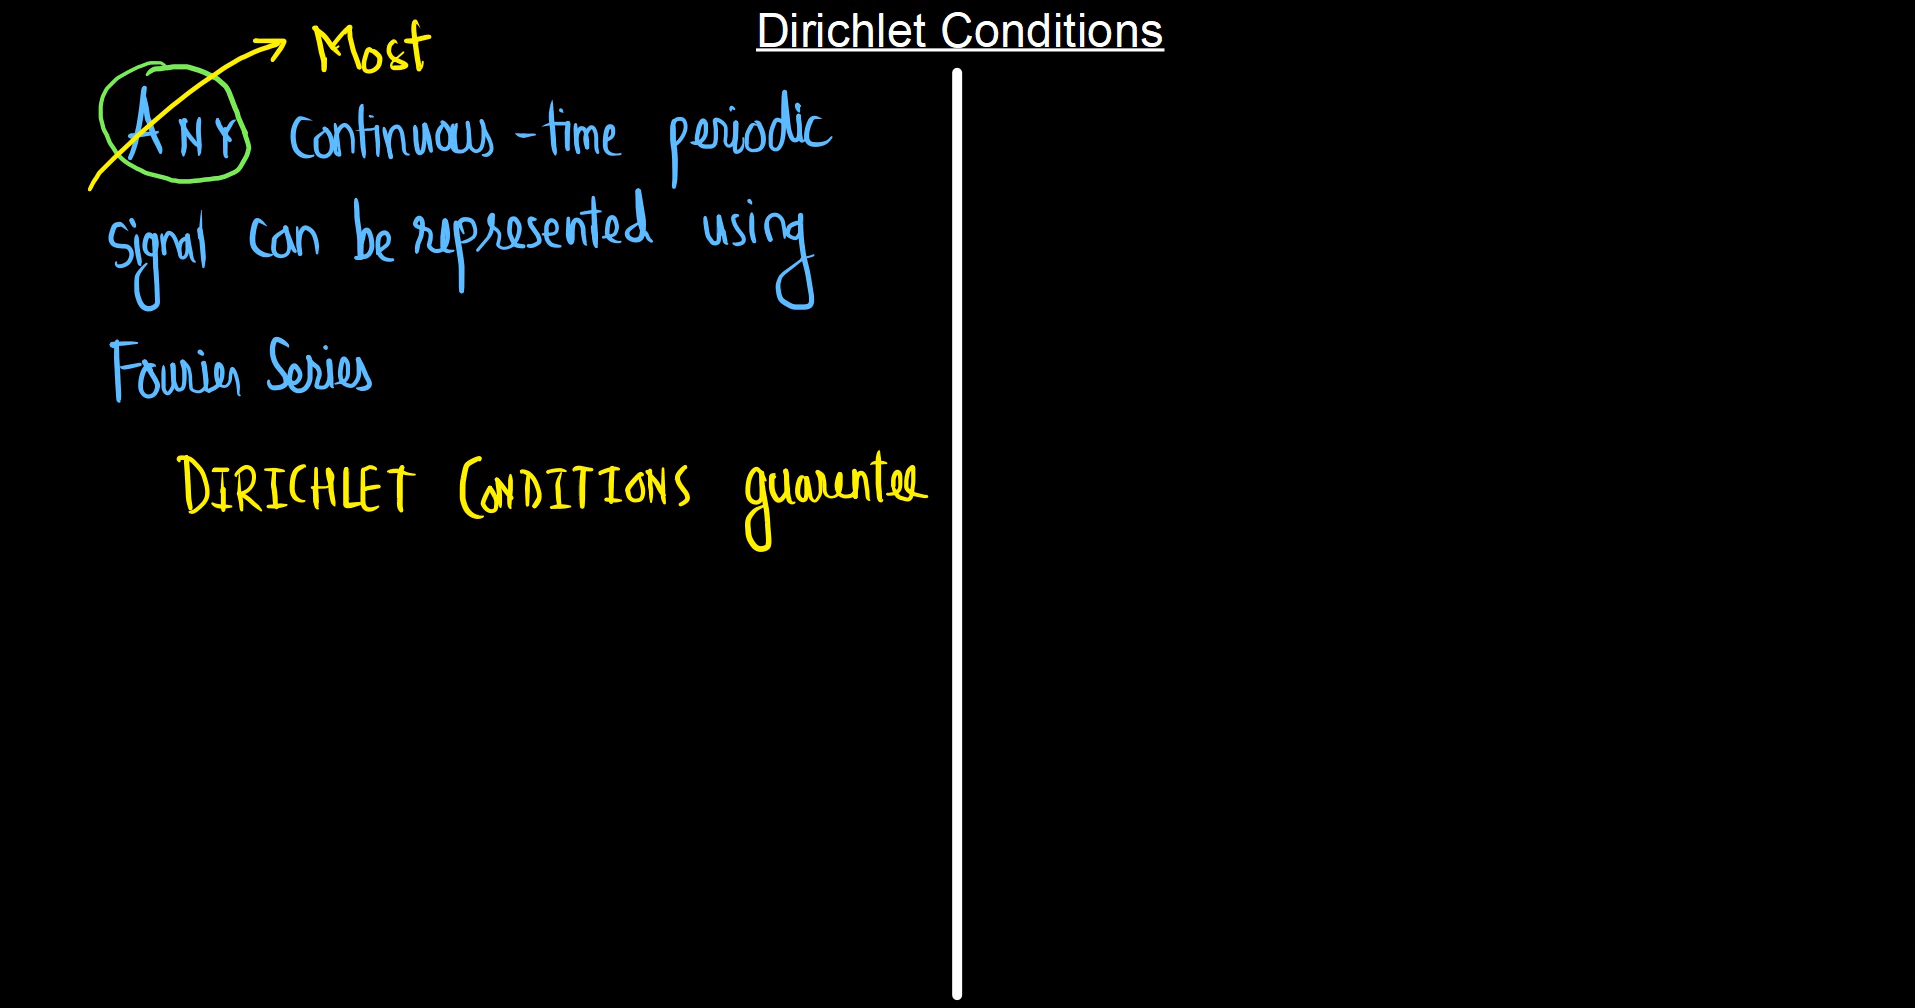 Dirichlet Conditions
Most
ANY Continuous-time periodic
signal can be represented using
Fourier Series
DIRICHLET CONDITIONS guarentee